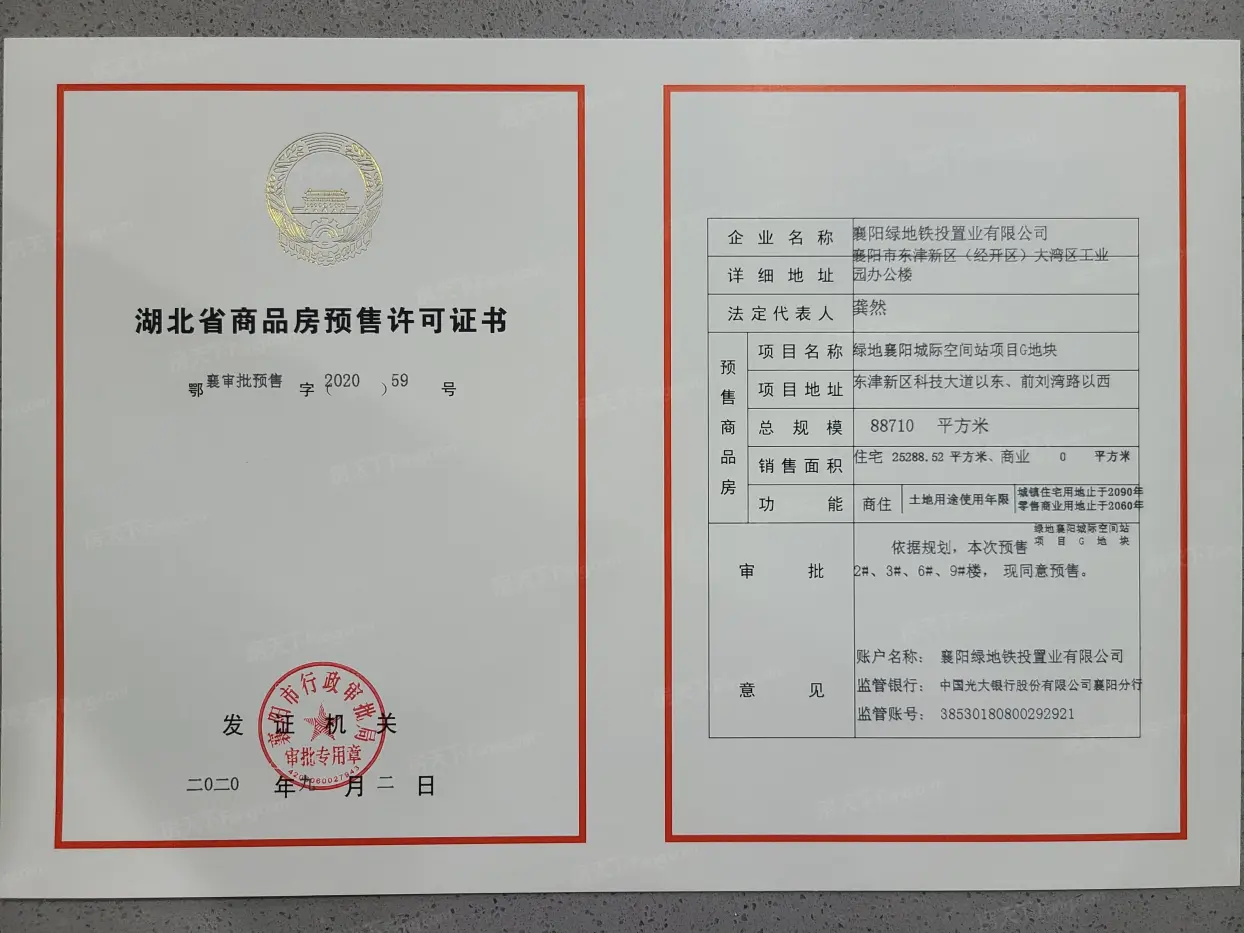 湖北省商品房预售许可证书
鄂襄审批预售 字(2020)59 号
发证机关
襄阳市行政审批局
审批专用章
二〇二〇 年九月二日
企业名称 襄阳绿地铁投置业有限公司
详细地址 襄阳市东津新区（经开区）大湾区工业
园办公楼
法定代表人 龚然
预售商品房
项目名称 绿地襄阳城际空间站项目G地块
项目地址 东津新区科技大道以东、前刘湾路以西
总规模 88710 平方米
销售面积 住宅 25288.52 平方米、商业 0 平方米
功能 商住 土地用途使用年限 城镇住宅用地止于2090年
零售商业用地止于2060年
审批意见
依据规划，本次预售 绿地襄阳城际空间站
项目G地块
2#、3#、6#、9#楼， 现同意预售。
账户名称： 襄阳绿地铁投置业有限公司
监管银行： 中国光大银行股份有限公司襄阳分行
监管账号： 38530180800292921